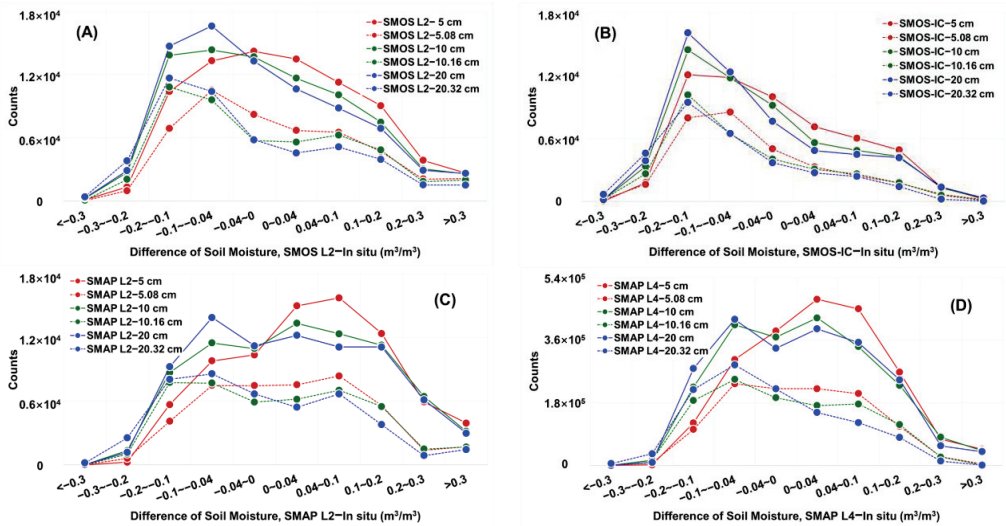 (A)
1.8×10⁴
1.2×10⁴
0.6×10⁴
0
Counts
SMOS L2−5 cm
SMOS L2−5.08 cm
SMOS L2−10 cm
SMOS L2−10.16 cm
SMOS L2−20 cm
SMOS L2−20.32 cm
<−0.3
−0.3−−−0.2
−0.2−−−0.1
−0.1−−−0.04
−0.04−0
0−0.04
0.04−0.1
0.1−0.2
0.2−0.3
>0.3
Difference of Soil Moisture, SMOS L2−In situ (m³/m³)
(B)
1.8×10⁴
1.2×10⁴
0.6×10⁴
0
Counts
SMOS-IC−5 cm
SMOS-IC−5.08 cm
SMOS-IC−10 cm
SMOS-IC−10.16 cm
SMOS-IC−20 cm
SMOS-IC−20.32 cm
<−0.3
−0.3−−−0.2
−0.2−−−0.1
−0.1−−−0.04
−0.04−0
0−0.04
0.04−0.1
0.1−0.2
0.2−0.3
>0.3
Difference of Soil Moisture, SMOS-IC−In situ (m³/m³)
(C)
1.8×10⁴
1.2×10⁴
0.6×10⁴
0
Counts
SMAP L2−5 cm
SMAP L2−5.08 cm
SMAP L2−10 cm
SMAP L2−10.16 cm
SMAP L2−20 cm
SMAP L2−20.32 cm
<−0.3
−0.3−−−0.2
−0.2−−−0.1
−0.1−−−0.04
−0.04−0
0−0.04
0.04−0.1
0.1−0.2
0.2−0.3
>0.3
Difference of Soil Moisture, SMAP L2−In situ (m³/m³)
(D)
5.4×10⁵
3.6×10⁵
1.8×10⁵
0
Counts
SMAP L4−5 cm
SMAP L4−5.08 cm
SMAP L4−10 cm
SMAP L4−10.16 cm
SMAP L4−20 cm
SMAP L4−20.32 cm
<−0.3
−0.3−−−0.2
−0.2−−−0.1
−0.1−−−0.04
−0.04−0
0−0.04
0.04−0.1
0.1−0.2
0.2−0.3
>0.3
Difference of Soil Moisture, SMAP L4−In situ (m³/m³)